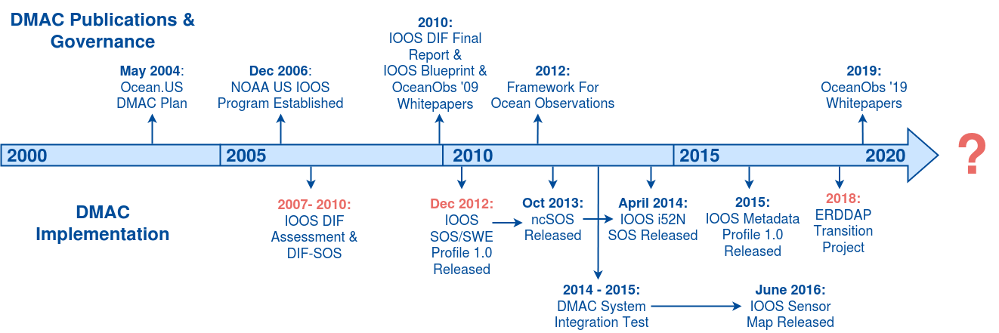 DMAC Publications &
Governance
May 2004:
Ocean.US
DMAC Plan
Dec 2006:
NOAA US IOOS
Program Established
2010:
IOOS DIF Final
Report &
IOOS Blueprint &
OceanObs '09
Whitepapers
2012:
Framework For
Ocean Observations
2019:
OceanObs '19
Whitepapers
2000
2005
2010
2015
2020
?
DMAC
Implementation
2007- 2010:
IOOS DIF
Assessment &
DIF-SOS
Dec 2012:
IOOS
SOS/SWE
Profile 1.0
Released
Oct 2013:
ncSOS
Released
April 2014:
IOOS i52N
SOS Released
2015:
IOOS Metadata
Profile 1.0
Released
2018:
ERDDAP
Transition
Project
2014 - 2015:
DMAC System
Integration Test
June 2016:
IOOS Sensor
Map Released